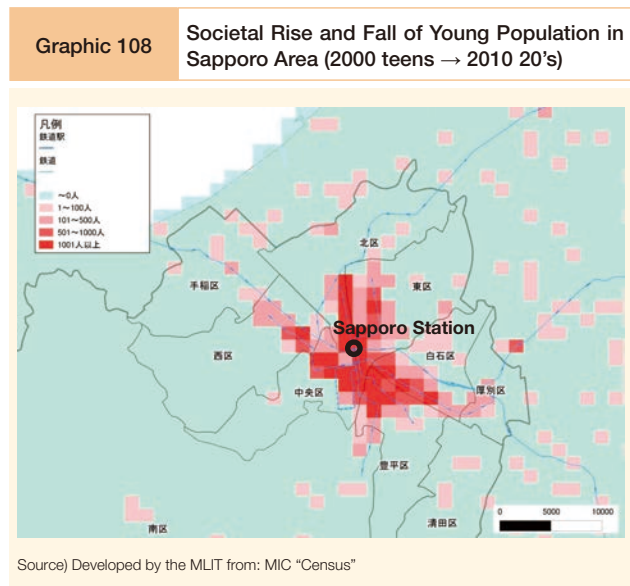 Graphic 108
Societal Rise and Fall of Young Population in
Sapporo Area (2000 teens → 2010 20's)
凡例
鉄道駅
鉄道
～0人
1～100人
101～500人
501～1000人
1001人以上
北区
手稲区
東区
Sapporo Station
西区
白石区
中央区
厚別区
豊平区
清田区
南区
0 5000 10000
Source) Developed by the MLIT from: MIC “Census”